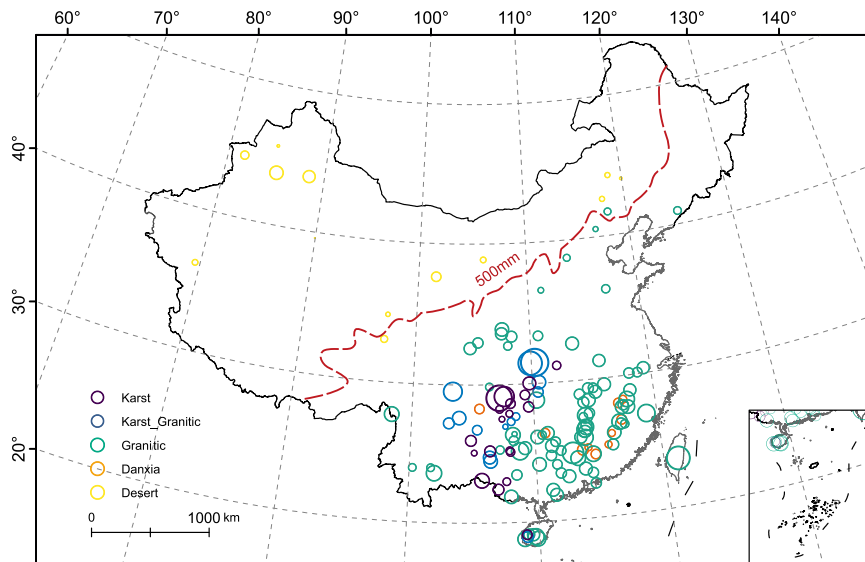 60° 70° 80° 90° 100° 110° 120° 130° 140°
40°
500mm
30°
Karst
Karst_Granitic
Granitic
20°
Danxia
Desert
0 1000 km